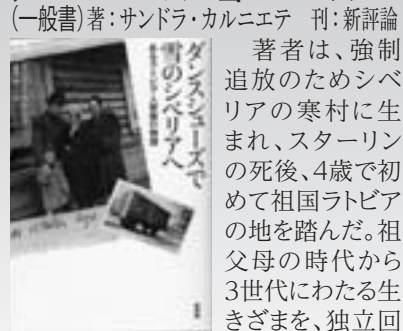 (一般書)著:サンドラ・カルニエテ 刊:新評論
ダンスシューズで
雪のシベリアへ
著者は、強制
追放のためシベ
リアの寒村に生
まれ、スターリン
の死後、4歳で初
めて祖国ラトビア
の地を踏んだ。祖
父母の時代から
3世代にわたる生
きざまを、独立回